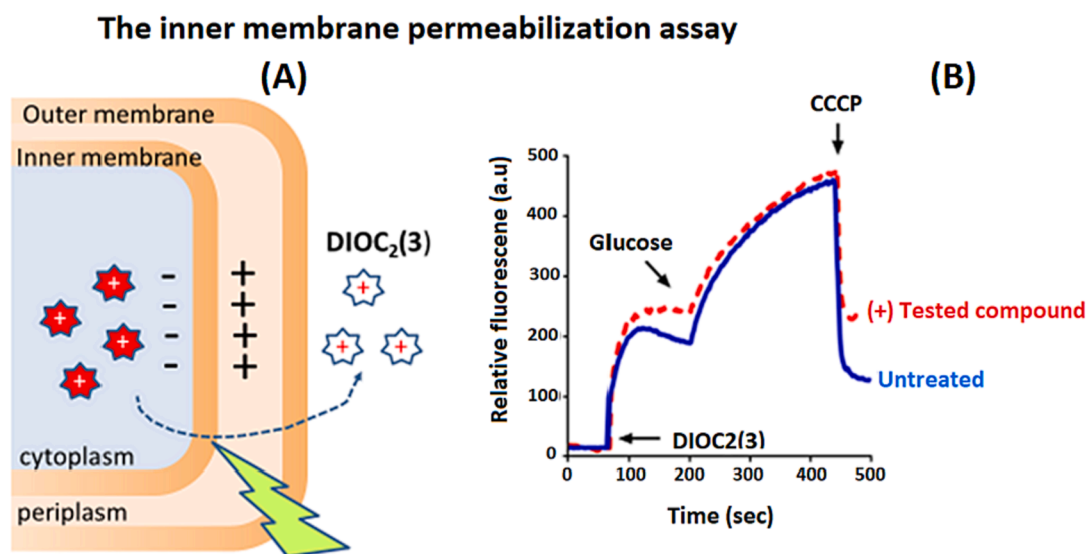 The inner membrane permeabilization assay
(A)
Outer membrane
Inner membrane
- +
- +
- +
- +
+ + + +
DIOC₂(3)
+ + +
cytoplasm
periplasm
(B)
CCCP
Relative fluorescene (a.u)
500
400
300
200
100
0
Glucose
DIOC2(3)
(+) Tested compound
Untreated
0 100 200 300 400 500
Time (sec)